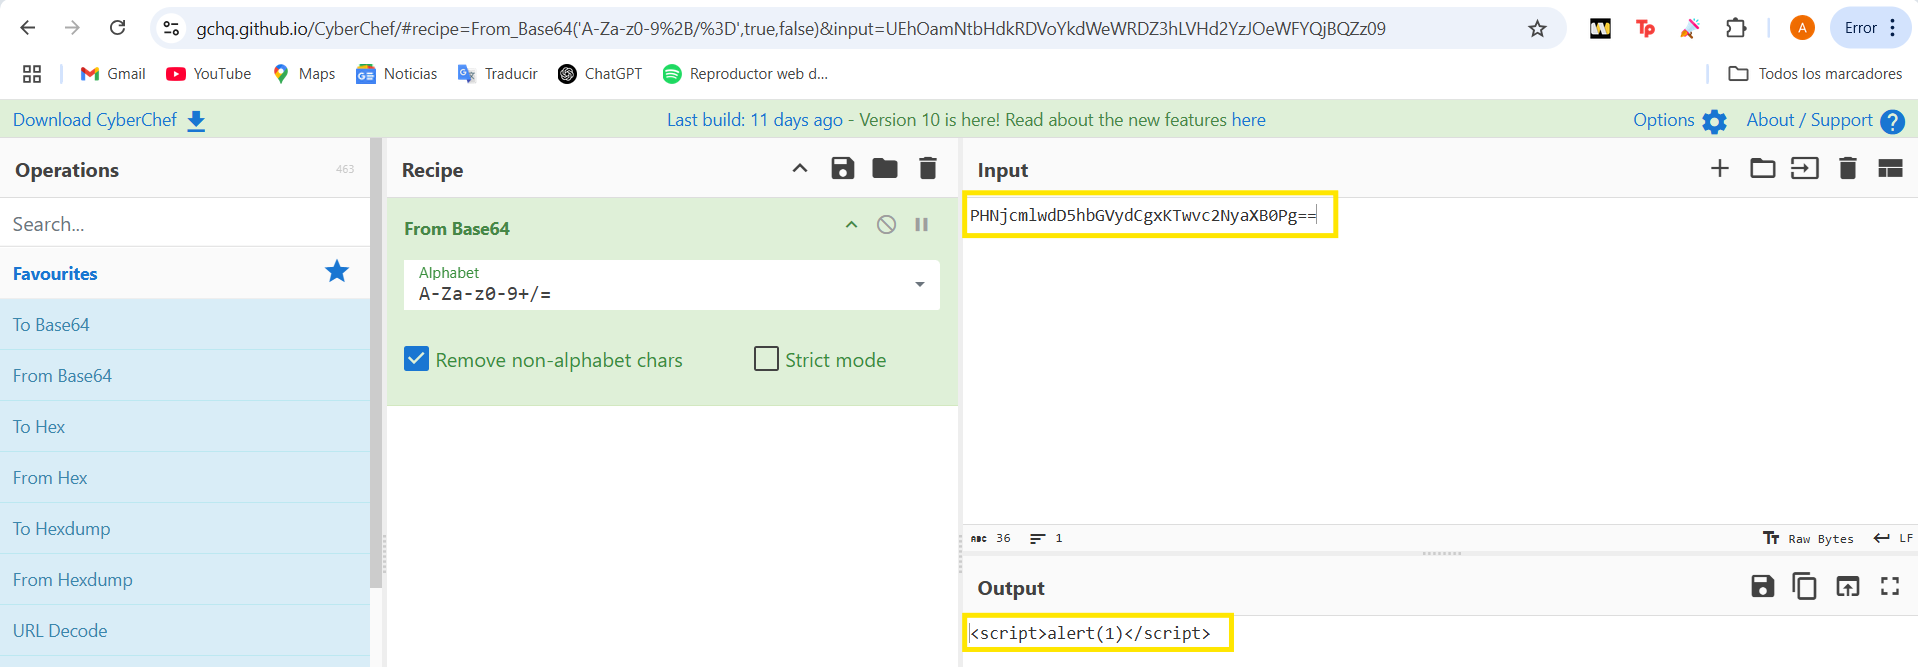 gchq.github.io/CyberChef/#recipe=From_Base64('A-Za-z0-9%2B/%3D',true,false)&input=UEhOamNtbHdkRDVoYkdWeWRDZ3hLVHd2YzJOeWFYQjBQZz09
A
Error
Gmail
YouTube
Maps
Noticias
Traducir
ChatGPT
Reproductor web d...
Todos los marcadores
Download CyberChef
Last build: 11 days ago - Version 10 is here! Read about the new features here
Options
About / Support
Operations
463
Recipe
Input
Search...
Favourites
To Base64
From Base64
To Hex
From Hex
To Hexdump
From Hexdump
URL Decode
From Base64
Alphabet
A-Za-z0-9+/=
Remove non-alphabet chars
Strict mode
PHNjcmlwdD5hbGVydCgxKTwvc2NyaXB0Pg==
ABC 36
1
Tт Raw Bytes
LF
Output
<script>alert(1)</script>